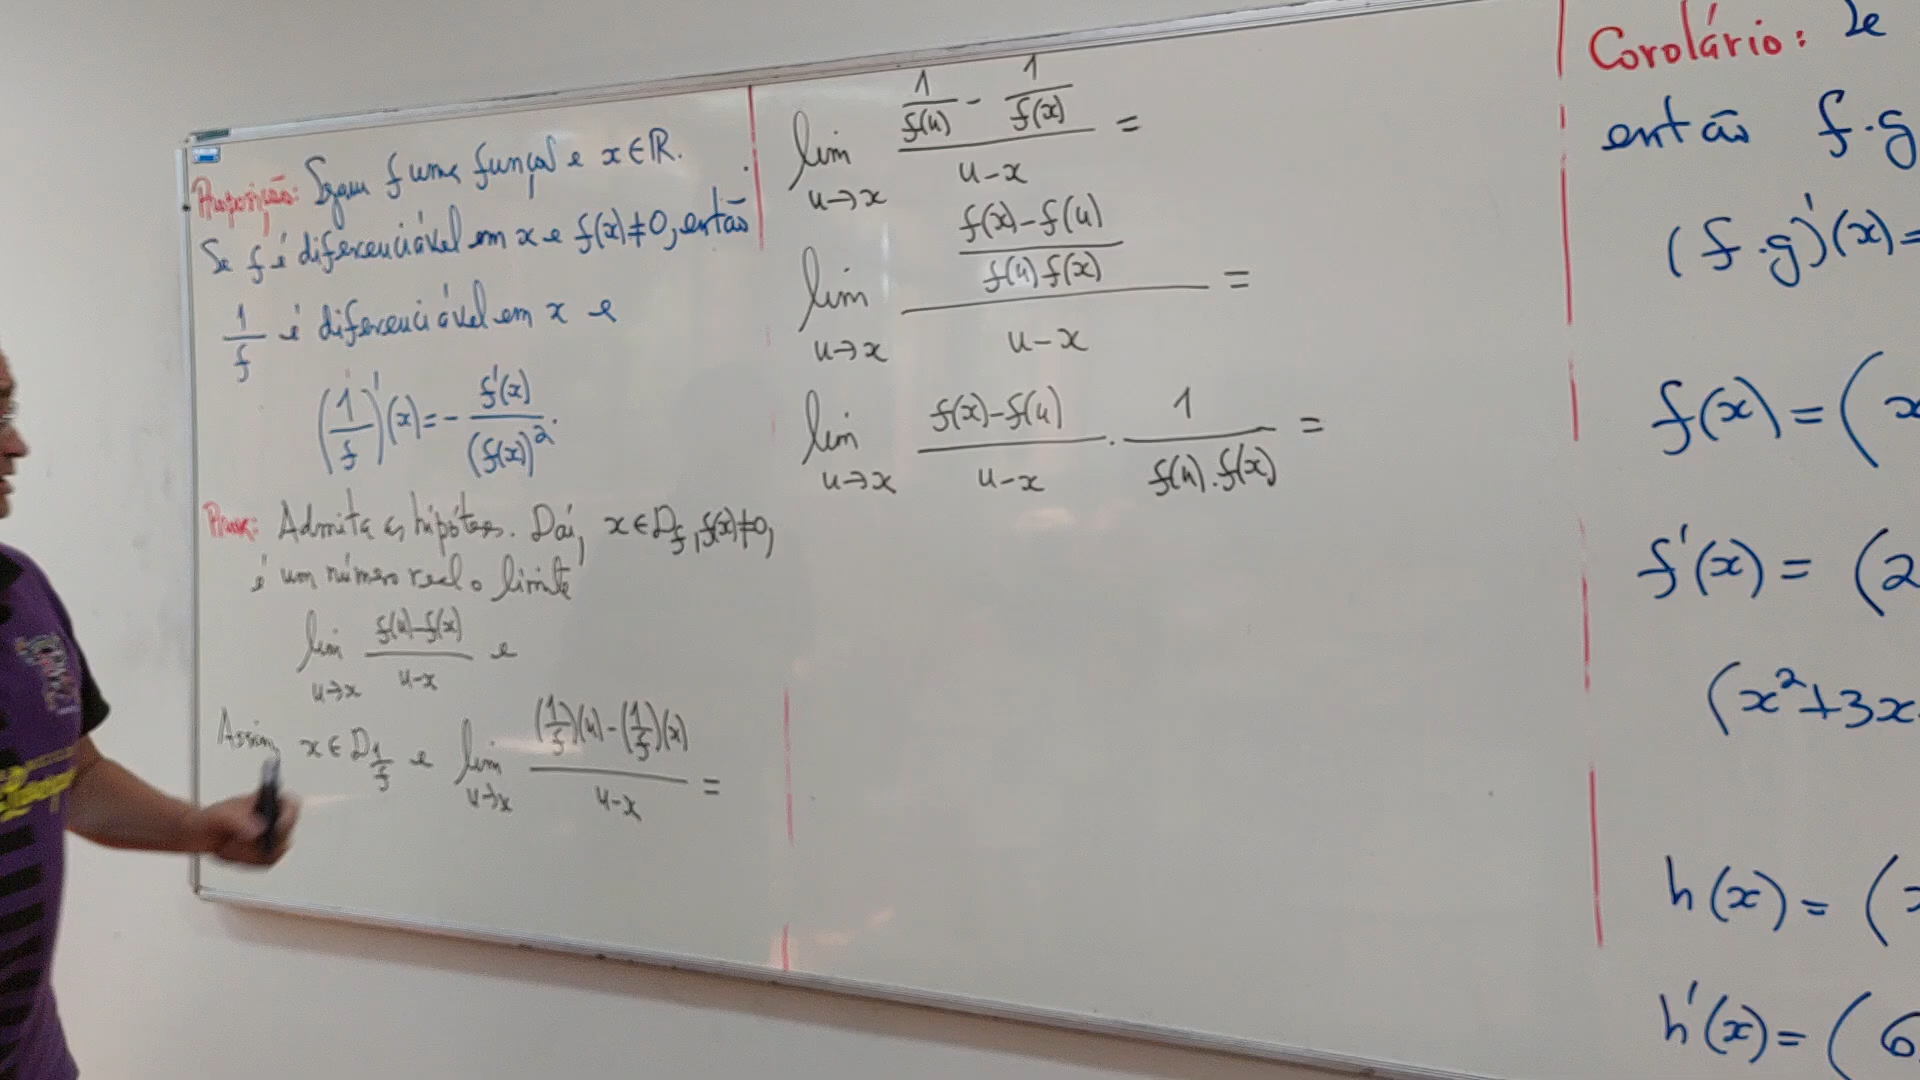 Proposição: Sejam f uma função e x∈ℝ.
Se f é diferenciável em x e f(x)≠0, então
1/f é diferenciável em x e
(1/f)'(x) = - f'(x)/(f(x))².
Prova: Admita as hipóteses. Daí, x∈D_f, f(x)≠0,
é um número real o limite
lim u→x (f(u)-f(x))/(u-x) e
Assim, x∈D_{1/f} e lim u→x ((1/f)(u)-(1/f)(x))/(u-x) =
lim u→x (1/f(u) - 1/f(x))/(u-x) =
lim u→x ((f(x)-f(u))/(f(u)f(x)))/(u-x) =
lim u→x (f(x)-f(u))/(u-x) · 1/(f(u).f(x)) =
Corolário: Se
então f·g
(f·g)'(x)=
f(x)=(x
f'(x)=(2
(x²+3x
h(x)=(
h'(x)=(6